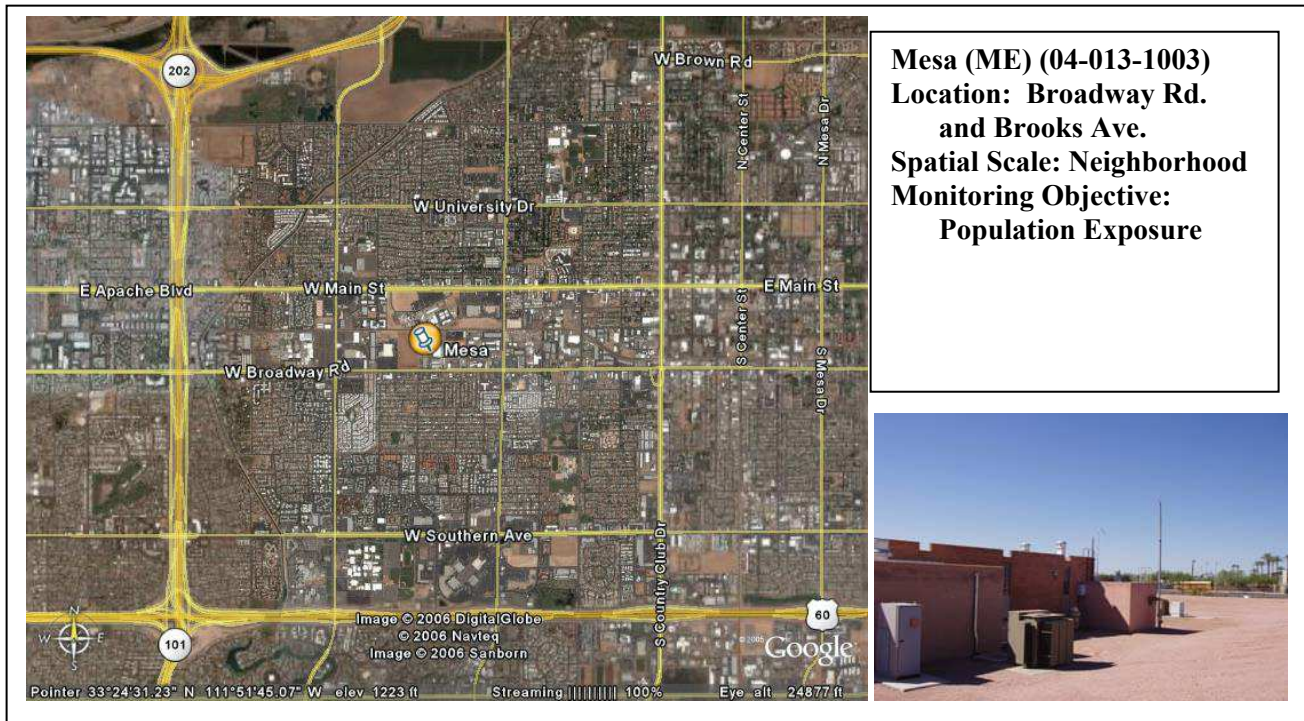 202
W Brown Rd
N Center St
N Mesa Dr
W University Dr
E Apache Blvd
W Main St
E Main St
Mesa
S Center St
W Broadway Rd
S Mesa Dr
W Southern Ave
S Country Club Dr
N
W E
S
101
60
Image © 2006 DigitalGlobe
© 2006 Navteq
Image © 2006 Sanborn
© 2005
Google
Pointer 33°24'31.23" N 111°51'45.07" W elev 1223 ft Streaming |||||||||| 100% Eye alt 24877 ft
Mesa (ME) (04-013-1003)
Location: Broadway Rd.
and Brooks Ave.
Spatial Scale: Neighborhood
Monitoring Objective:
Population Exposure